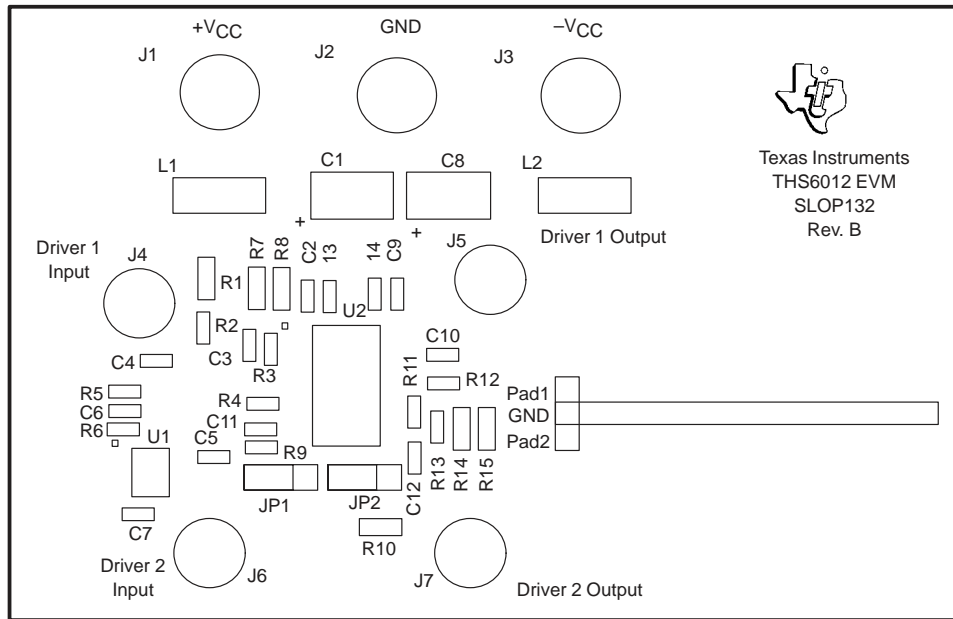 +VCC
GND
–VCC
J1
J2
J3
Texas Instruments
THS6012 EVM
SLOP132
Rev. B
L1
C1
C8
L2
+
+
Driver 1
Input
J4
R7
R8
C2
13
14
C9
J5
Driver 1 Output
R1
U2
R2
C3
R3
C4
C10
R11
R12
R5
C6
R6
R4
C11
Pad1
GND
Pad2
U1
C5
R9
R13
R14
R15
JP1
JP2
C12
C7
R10
Driver 2
Input
J6
J7
Driver 2 Output